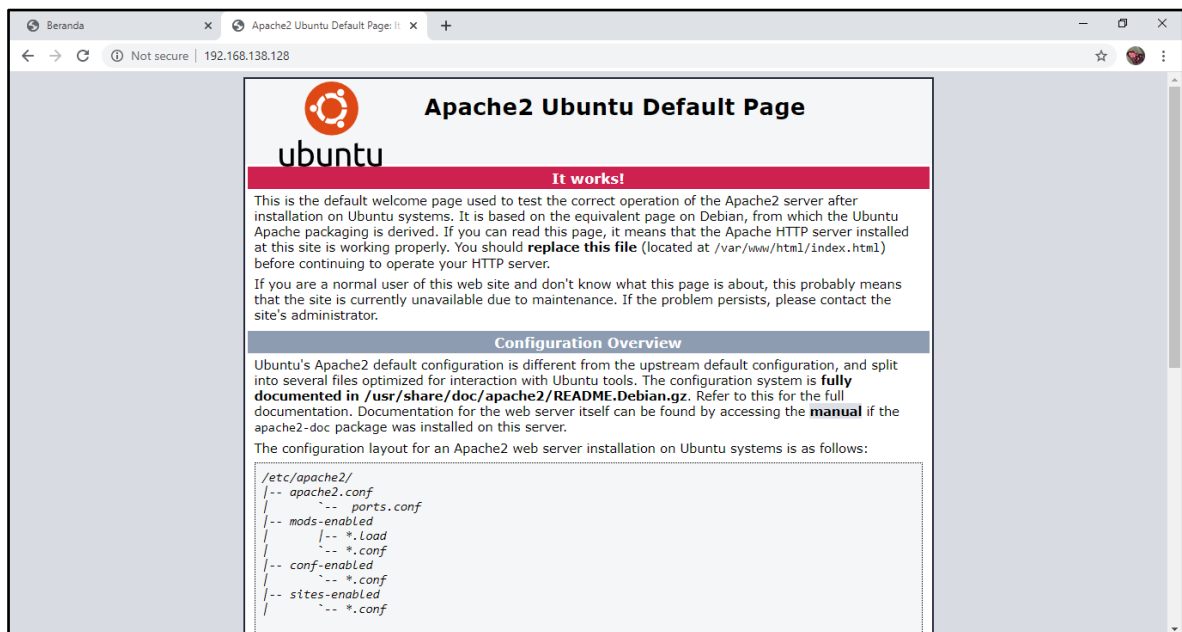 Beranda
Apache2 Ubuntu Default Page: It
Not secure | 192.168.138.128
ubuntu
Apache2 Ubuntu Default Page
It works!
This is the default welcome page used to test the correct operation of the Apache2 server after
installation on Ubuntu systems. It is based on the equivalent page on Debian, from which the Ubuntu
Apache packaging is derived. If you can read this page, it means that the Apache HTTP server installed
at this site is working properly. You should replace this file (located at /var/www/html/index.html)
before continuing to operate your HTTP server.
If you are a normal user of this web site and don't know what this page is about, this probably means
that the site is currently unavailable due to maintenance. If the problem persists, please contact the
site's administrator.
Configuration Overview
Ubuntu's Apache2 default configuration is different from the upstream default configuration, and split
into several files optimized for interaction with Ubuntu tools. The configuration system is fully
documented in /usr/share/doc/apache2/README.Debian.gz. Refer to this for the full
documentation. Documentation for the web server itself can be found by accessing the manual if the
apache2-doc package was installed on this server.
The configuration layout for an Apache2 web server installation on Ubuntu systems is as follows:
/etc/apache2/
|-- apache2.conf
|       `--  ports.conf
|-- mods-enabled
|       |-- *.load
|       `-- *.conf
|-- conf-enabled
|       `-- *.conf
|-- sites-enabled
|       `-- *.conf